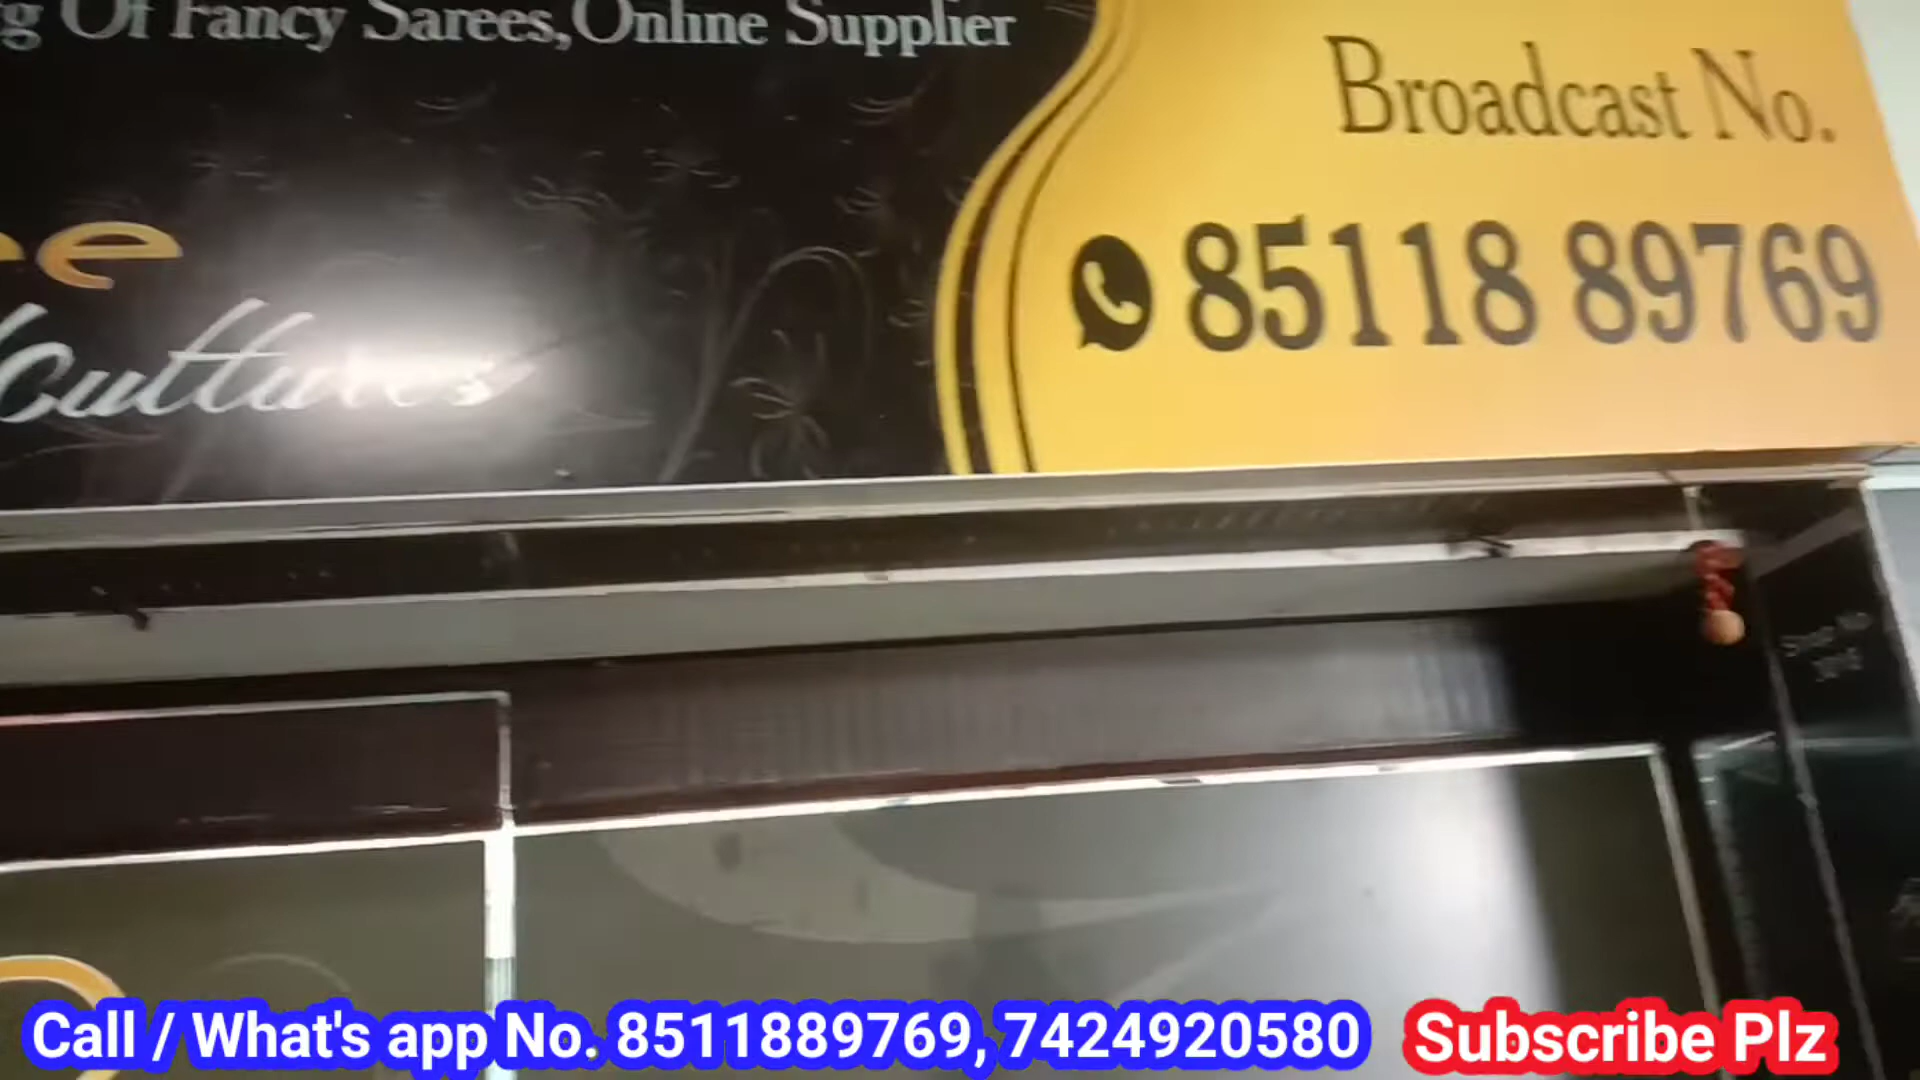 Of Fancy Sarees,Online Supplier
Broadcast No.
85118 89769
Call / What's app No. 8511889769, 7424920580
Subscribe Plz